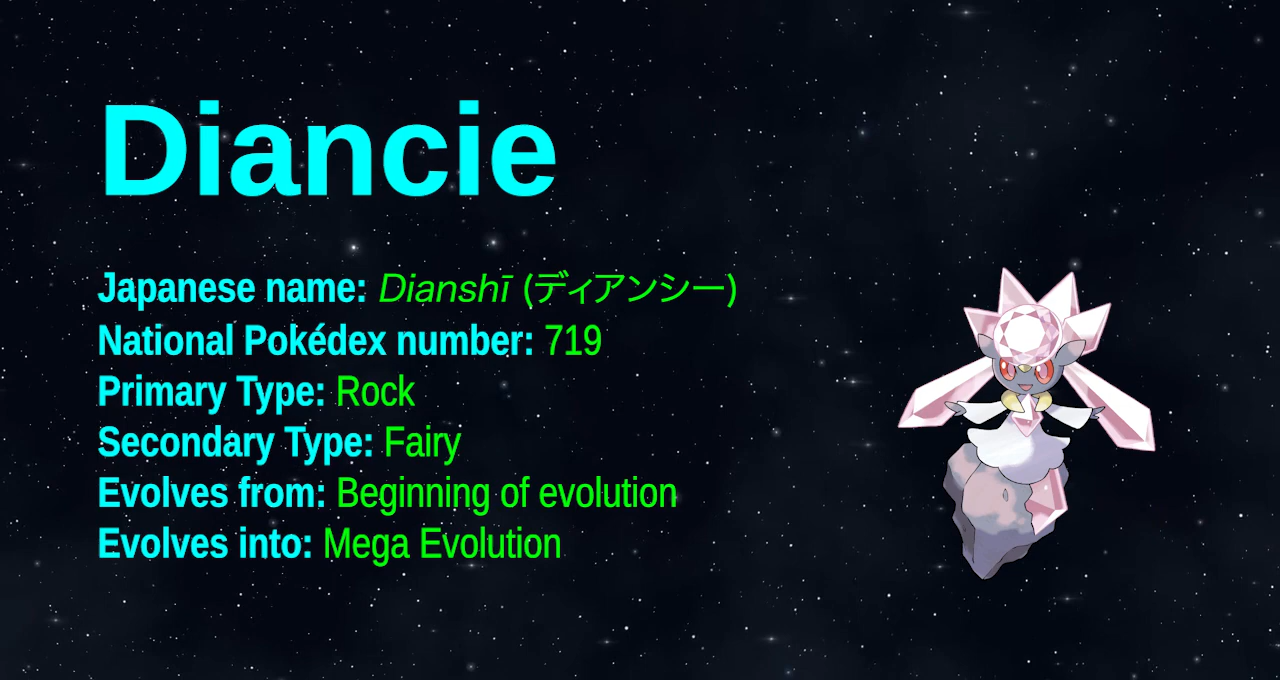 Diancie
Japanese name: Dianshī (ディアンシー)
National Pokédex number: 719
Primary Type: Rock
Secondary Type: Fairy
Evolves from: Beginning of evolution
Evolves into: Mega Evolution